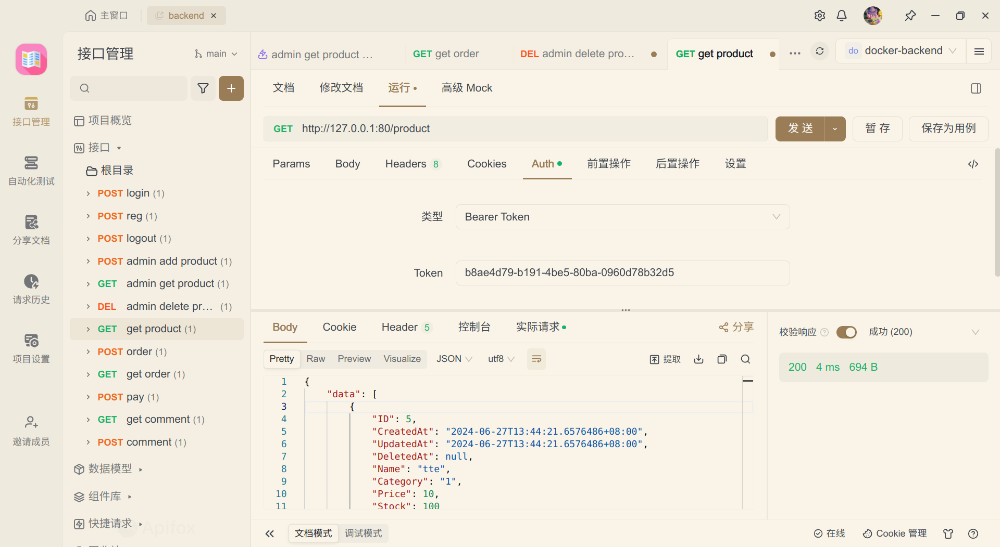 主窗口
backend
接口管理
main
admin get product …
GET get order
DEL admin delete pro…
GET get product
do docker-backend
接口管理
自动化测试
分享文档
请求历史
项目设置
邀请成员
项目概览
接口
根目录
POST login (1)
POST reg (1)
POST logout (1)
POST admin add product (1)
GET admin get product (1)
DEL admin delete pr… (1)
GET get product (1)
POST order (1)
GET get order (1)
POST pay (1)
GET get comment (1)
POST comment (1)
数据模型
组件库
快捷请求
Apifox
文档 修改文档 运行 高级 Mock
GET http://127.0.0.1:80/product
发 送
暂 存
保存为用例
Params Body Headers 8 Cookies Auth 前置操作 后置操作 设置
类型 Bearer Token
Token b8ae4d79-b191-4be5-80ba-0960d78b32d5
Body Cookie Header 5 控制台 实际请求 分享
Pretty Raw Preview Visualize JSON utf8 提取
1 {
2 "data": [
3 {
4 "ID": 5,
5 "CreatedAt": "2024-06-27T13:44:21.6576486+08:00",
6 "UpdatedAt": "2024-06-27T13:44:21.6576486+08:00",
7 "DeletedAt": null,
8 "Name": "tte",
9 "Category": "1",
10 "Price": 10,
11 "Stock": 100
校验响应 成功 (200)
200 4 ms 694 B
文档模式 调试模式
在线 Cookie 管理